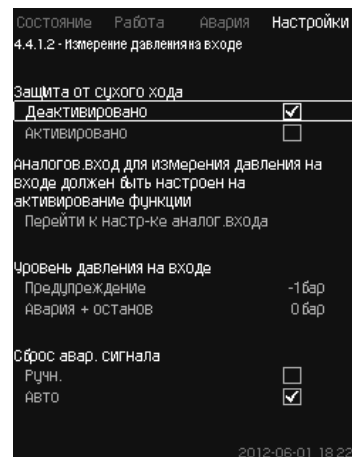 Состояние Работа Авария Настройки
4.4.1.2 - Измерение давления на входе
Защита от сухого хода
Деактивировано
Активировано
Аналогов.вход для измерения давления на
входе должен быть настроен на
активирование функции
Перейти к настр-ке аналог.входа
Уровень давления на входе
Предупреждение -1 бар
Авария + останов 0 бар
Сброс авар. сигнала
Ручн.
Авто
2012-06-01 18:22